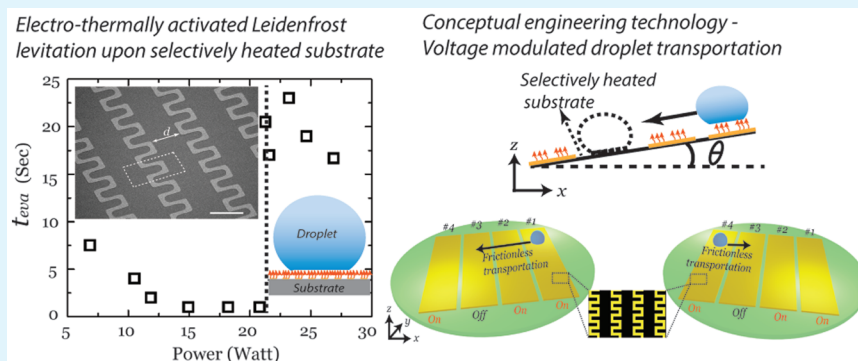 Electro-thermally activated Leidenfrost
levitation upon selectively heated substrate
Conceptual engineering technology -
Voltage modulated droplet transportation
25
20
15
10
5
0
t_eva (Sec)
d
Droplet
Substrate
5 10 15 20 25 30
Power (Watt)
Selectively heated
substrate
z
x
θ
#4 #3 #2 #1
Frictionless
transportation
On Off On On
z y
x
#4 #3 #2 #1
Frictionless
transportation
On Off On On